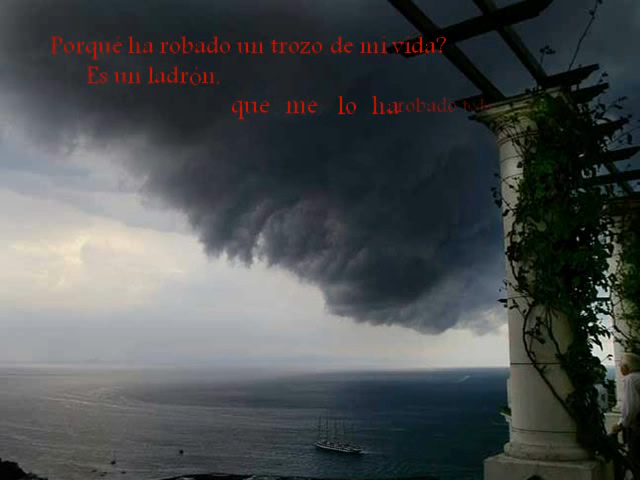 Porqué ha robado un trozo de mi vida?
Es un ladrón,
que me lo ha robado